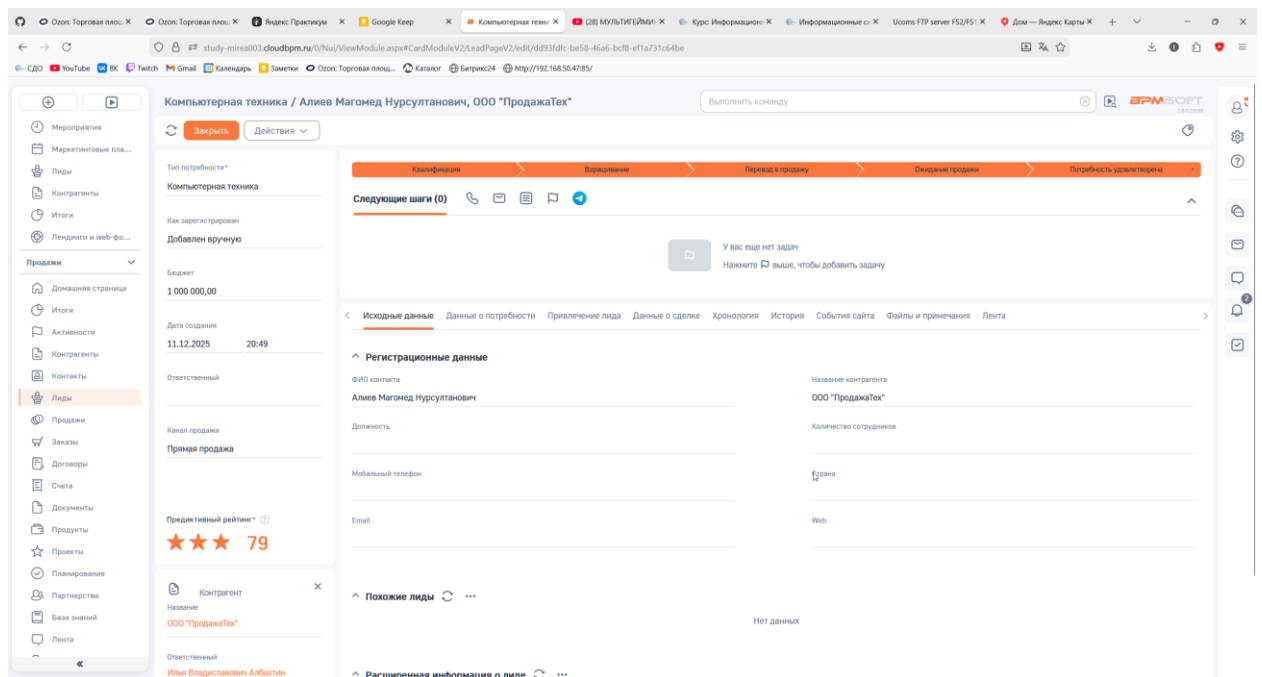 Ozon: Торговая площ
Ozon: Торговая площ
Яндекс Практикум
Google Keep
Компьютерная техни
(28) МУЛЬТИГЕЙМИ
Курс: Информацион
Информационные си
Ucoms FTP server FS2/FS1
Дом — Яндекс Карты
study-mirea003.cloudbpm.ru/0/Nui/ViewModule.aspx#CardModuleV2/LeadPageV2/edit/dd93fdfc-be58-46a6-bcf8-ef1a731c64be
СДО YouTube ВК Twitch Gmail Календарь Заметки Ozon: Торговая площ... Каталог Битрикс24 http://192.168.50.47:85/
Компьютерная техника / Алиев Магомед Нурсултанович, ООО "ПродажаТех"
Выполнить команду
BPMSOFT
Закрыть
Действия
Мероприятия
Маркетинговые пла...
Лиды
Контрагенты
Итоги
Лендинги и web-фо...
Продажи
Домашняя страница
Итоги
Активности
Контрагенты
Контакты
Лиды
Продажи
Заказы
Договоры
Счета
Документы
Продукты
Проекты
Планирование
Партнерства
База знаний
Лента
Тип потребности*
Компьютерная техника
Как зарегистрирован
Добавлен вручную
Бюджет
1 000 000,00
Дата создания
11.12.2025 20:49
Ответственный
Канал продажи
Прямая продажа
Предиктивный рейтинг* ?
79
Контрагент
Название
ООО "ПродажаТех"
Ответственный
Илья Владиславович Албахтин
Квалификация
Взращивание
Перевод в продажу
Ожидание продажи
Потребность удовлетворена
Следующие шаги (0)
У вас еще нет задач
Нажмите выше, чтобы добавить задачу
Исходные данные Данные о потребности Привлечение лида Данные о сделке Хронология История События сайта Файлы и примечания Лента
2
Регистрационные данные
ФИО контакта
Название контрагента
Алиев Магомед Нурсултанович
ООО "ПродажаТех"
Должность
Количество сотрудников
Мобильный телефон
Страна
Email
Web
Похожие лиды
Нет данных
Расширенная информация о лиде